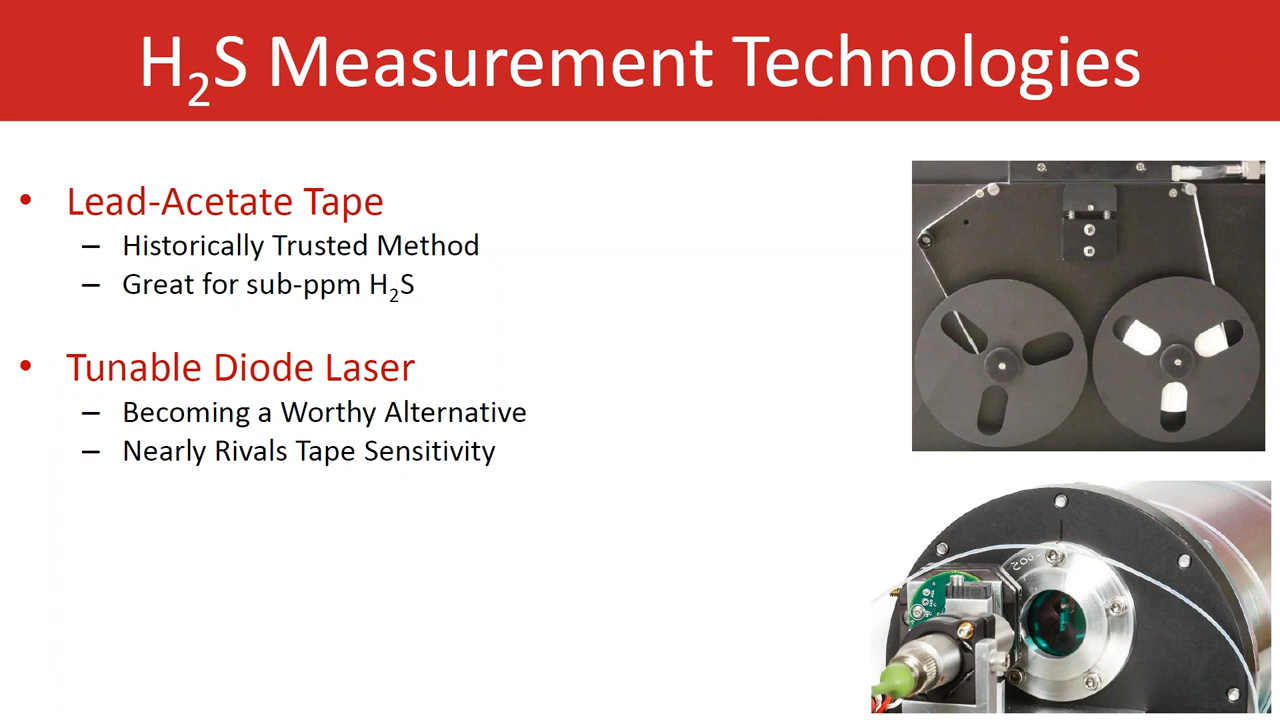 H₂S Measurement Technologies
• Lead-Acetate Tape
– Historically Trusted Method
– Great for sub-ppm H₂S
• Tunable Diode Laser
– Becoming a Worthy Alternative
– Nearly Rivals Tape Sensitivity